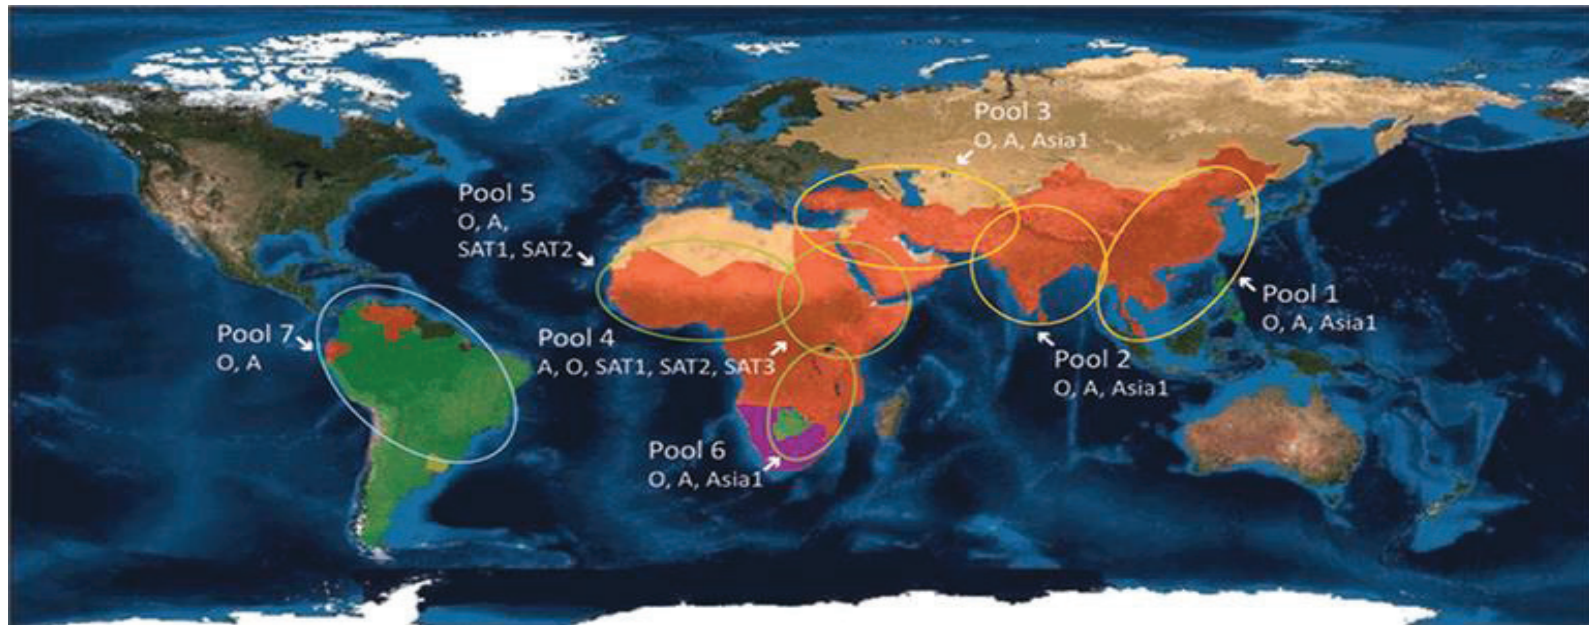 Pool 3
O, A, Asia1
Pool 5
O, A,
SAT1, SAT2
Pool 1
O, A, Asia1
Pool 7
O, A
Pool 4
A, O, SAT1, SAT2, SAT3
Pool 2
O, A, Asia1
Pool 6
O, A, Asia1